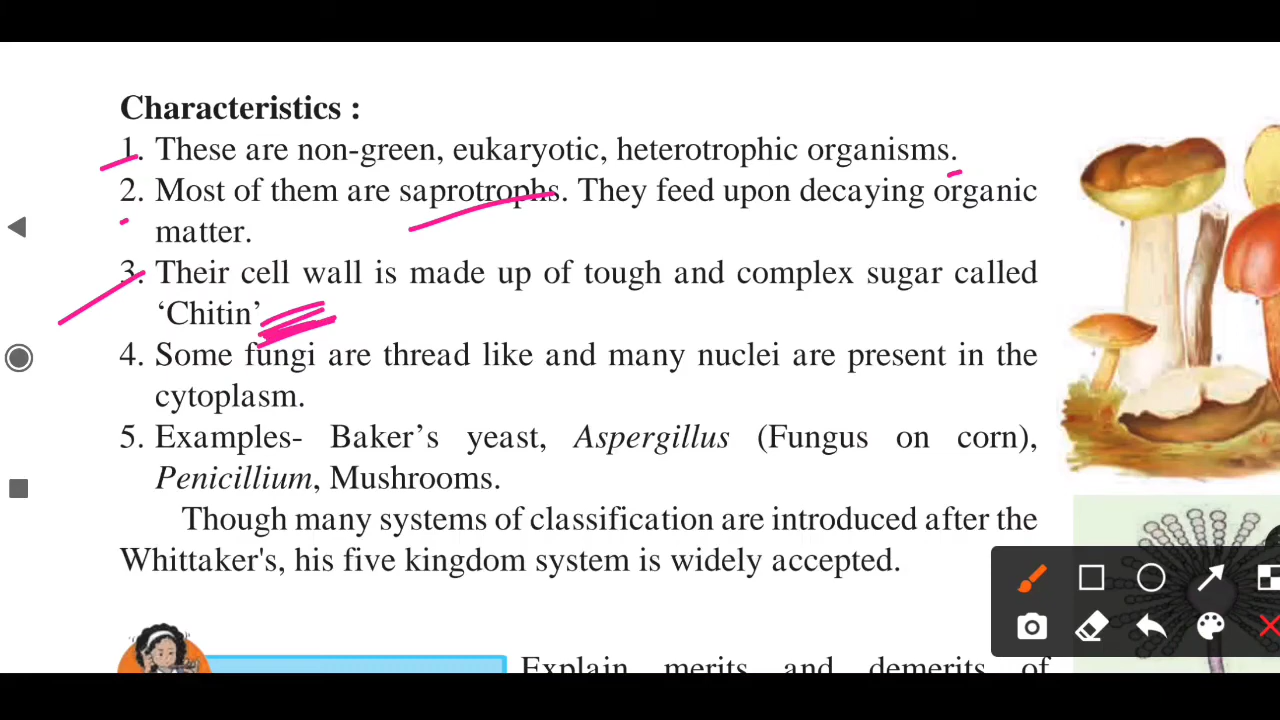 Characteristics :
1. These are non-green, eukaryotic, heterotrophic organisms.
2. Most of them are saprotrophs. They feed upon decaying organic
matter.
3. Their cell wall is made up of tough and complex sugar called
‘Chitin’
4. Some fungi are thread like and many nuclei are present in the
cytoplasm.
5. Examples- Baker’s yeast, Aspergillus (Fungus on corn),
Penicillium, Mushrooms.
Though many systems of classification are introduced after the
Whittaker's, his five kingdom system is widely accepted.
Explain merits and demerits of